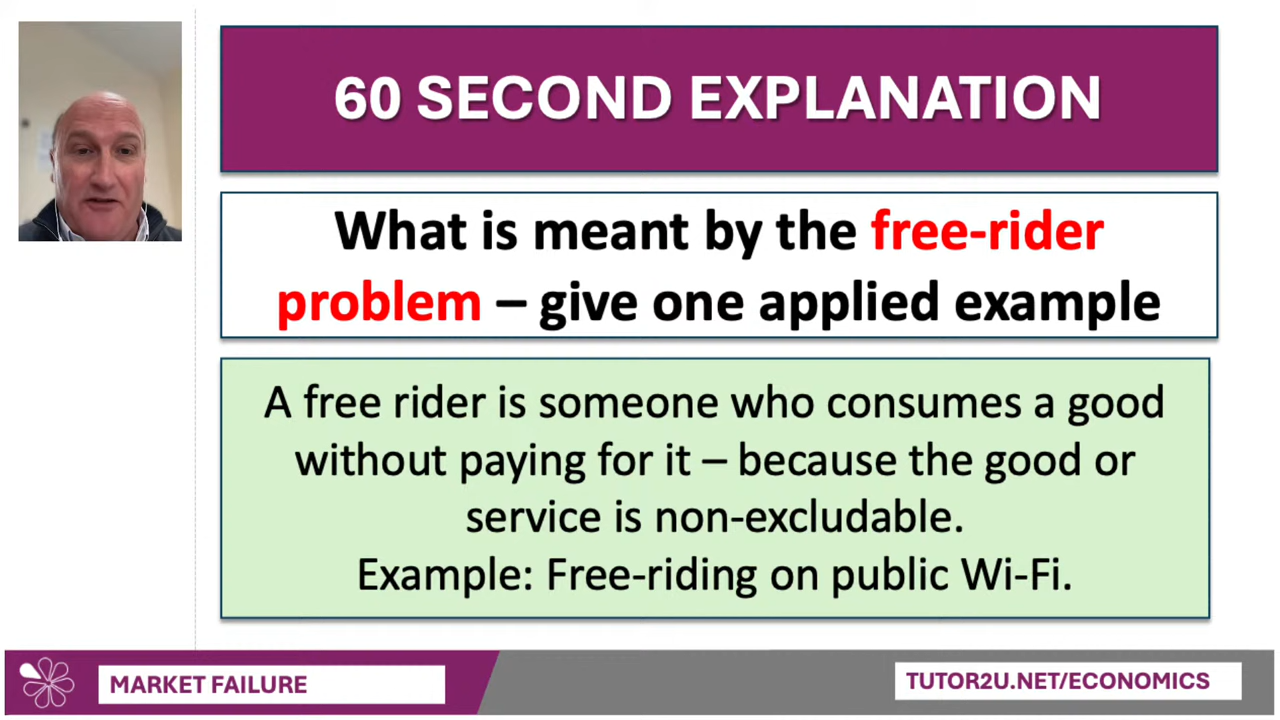 60 SECOND EXPLANATION
What is meant by the free-rider
problem – give one applied example
A free rider is someone who consumes a good
without paying for it – because the good or
service is non-excludable.
Example: Free-riding on public Wi-Fi.
MARKET FAILURE
TUTOR2U.NET/ECONOMICS